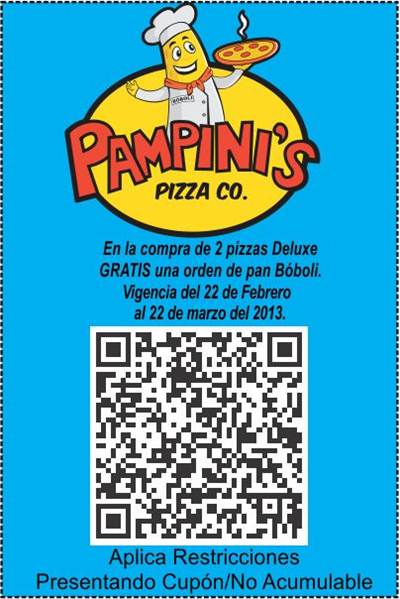 BÓBOLI
PAMPINI'S
PIZZA CO.
En la compra de 2 pizzas Deluxe
GRATIS una orden de pan Bóboli.
Vigencia del 22 de Febrero
al 22 de marzo del 2013.
Aplica Restricciones
Presentando Cupón/No Acumulable